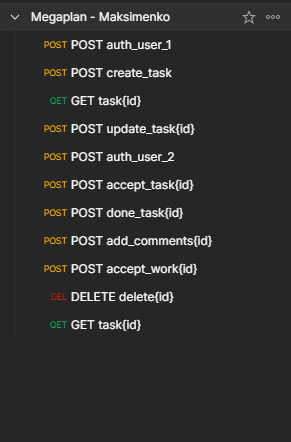 Megaplan - Maksimenko
POST POST auth_user_1
POST POST create_task
GET GET task{id}
POST POST update_task{id}
POST POST auth_user_2
POST POST accept_task{id}
POST POST done_task{id}
POST POST add_comments{id}
POST POST accept_work{id}
DEL DELETE delete{id}
GET GET task{id}